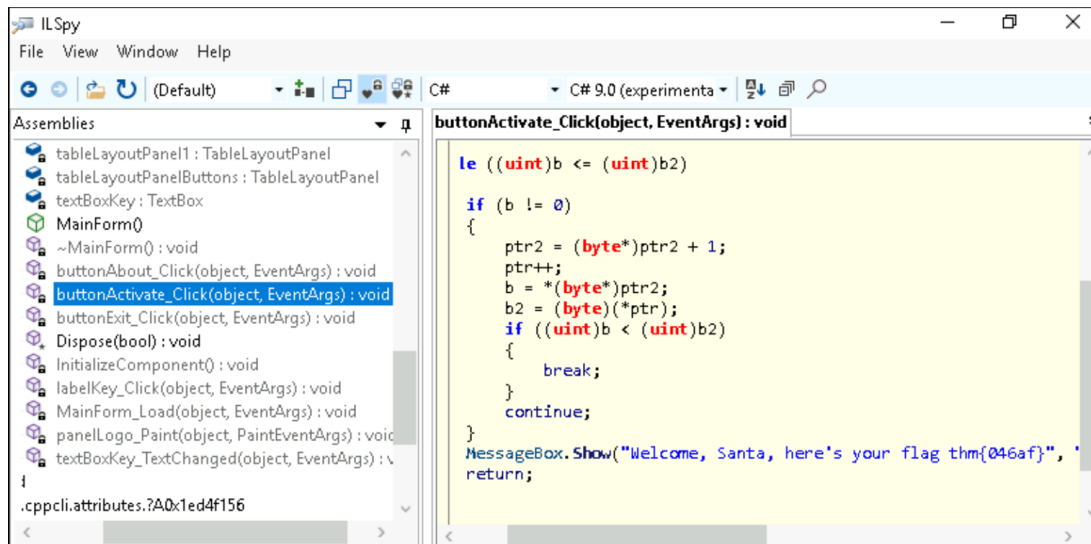 ILSpy
File View Window Help
(Default) C# C# 9.0 (experimenta
Assemblies
tableLayoutPanel1 : TableLayoutPanel
tableLayoutPanelButtons : TableLayoutPanel
textBoxKey : TextBox
MainForm()
~MainForm() : void
buttonAbout_Click(object, EventArgs) : void
buttonActivate_Click(object, EventArgs) : void
buttonExit_Click(object, EventArgs) : void
Dispose(bool) : void
InitializeComponent() : void
labelKey_Click(object, EventArgs) : void
MainForm_Load(object, EventArgs) : void
panelLogo_Paint(object, PaintEventArgs) : voic
textBoxKey_TextChanged(object, EventArgs) : v
.cppcli.attributes.?A0x1ed4f156
buttonActivate_Click(object, EventArgs) : void
le ((uint)b <= (uint)b2)
if (b != 0)
{
ptr2 = (byte*)ptr2 + 1;
ptr++;
b = *(byte*)ptr2;
b2 = (byte)(*ptr);
if ((uint)b < (uint)b2)
{
break;
}
continue;
}
MessageBox.Show("Welcome, Santa, here's your flag thm{046af}", "
return;